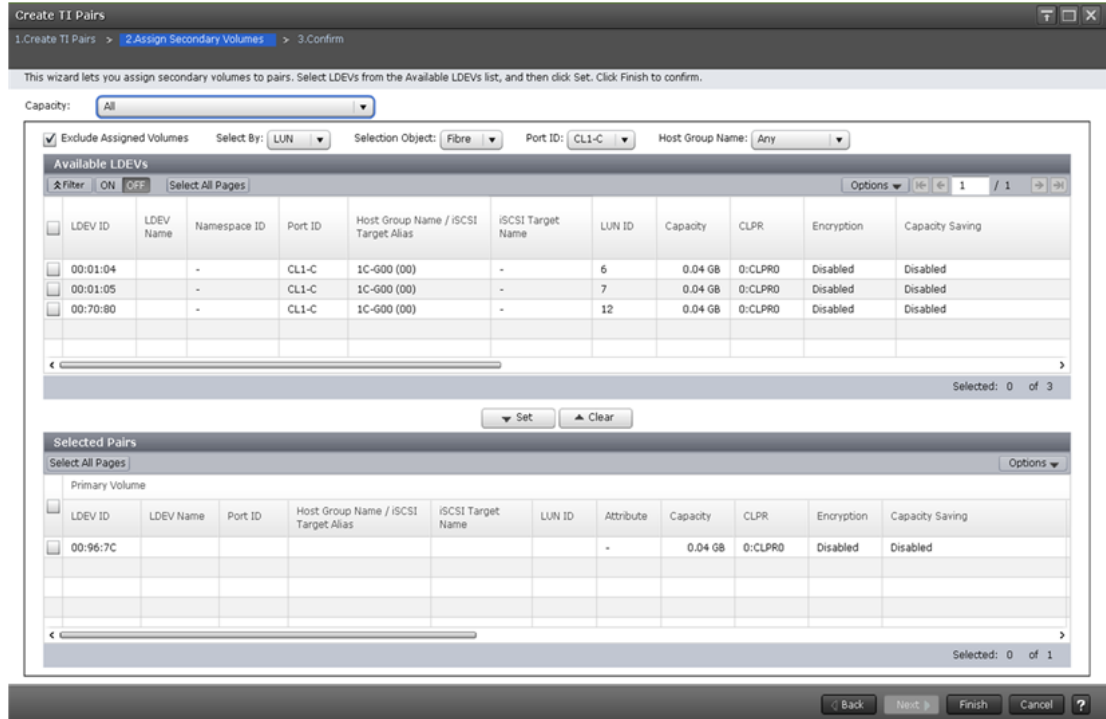 Create TI Pairs
1.Create TI Pairs > 2.Assign Secondary Volumes > 3.Confirm
This wizard lets you assign secondary volumes to pairs. Select LDEVs from the Available LDEVs list, and then click Set. Click Finish to confirm.
Capacity: All
Exclude Assigned Volumes Select By: LUN Selection Object: Fibre Port ID: CL1-C Host Group Name: Any
Available LDEVs
Filter ON OFF Select All Pages Options 1 / 1
LDEV ID LDEV Name Namespace ID Port ID Host Group Name / iSCSI Target Alias iSCSI Target Name LUN ID Capacity CLPR Encryption Capacity Saving
00:01:04 - CL1-C 1C-G00 (00) - 6 0.04 GB 0:CLPR0 Disabled Disabled
00:01:05 - CL1-C 1C-G00 (00) - 7 0.04 GB 0:CLPR0 Disabled Disabled
00:70:80 - CL1-C 1C-G00 (00) - 12 0.04 GB 0:CLPR0 Disabled Disabled
Selected: 0 of 3
Set Clear
Selected Pairs
Select All Pages Options
Primary Volume
LDEV ID LDEV Name Port ID Host Group Name / iSCSI Target Alias iSCSI Target Name LUN ID Attribute Capacity CLPR Encryption Capacity Saving
00:96:7C - 0.04 GB 0:CLPR0 Disabled Disabled
Selected: 0 of 1
Back Next Finish Cancel ?